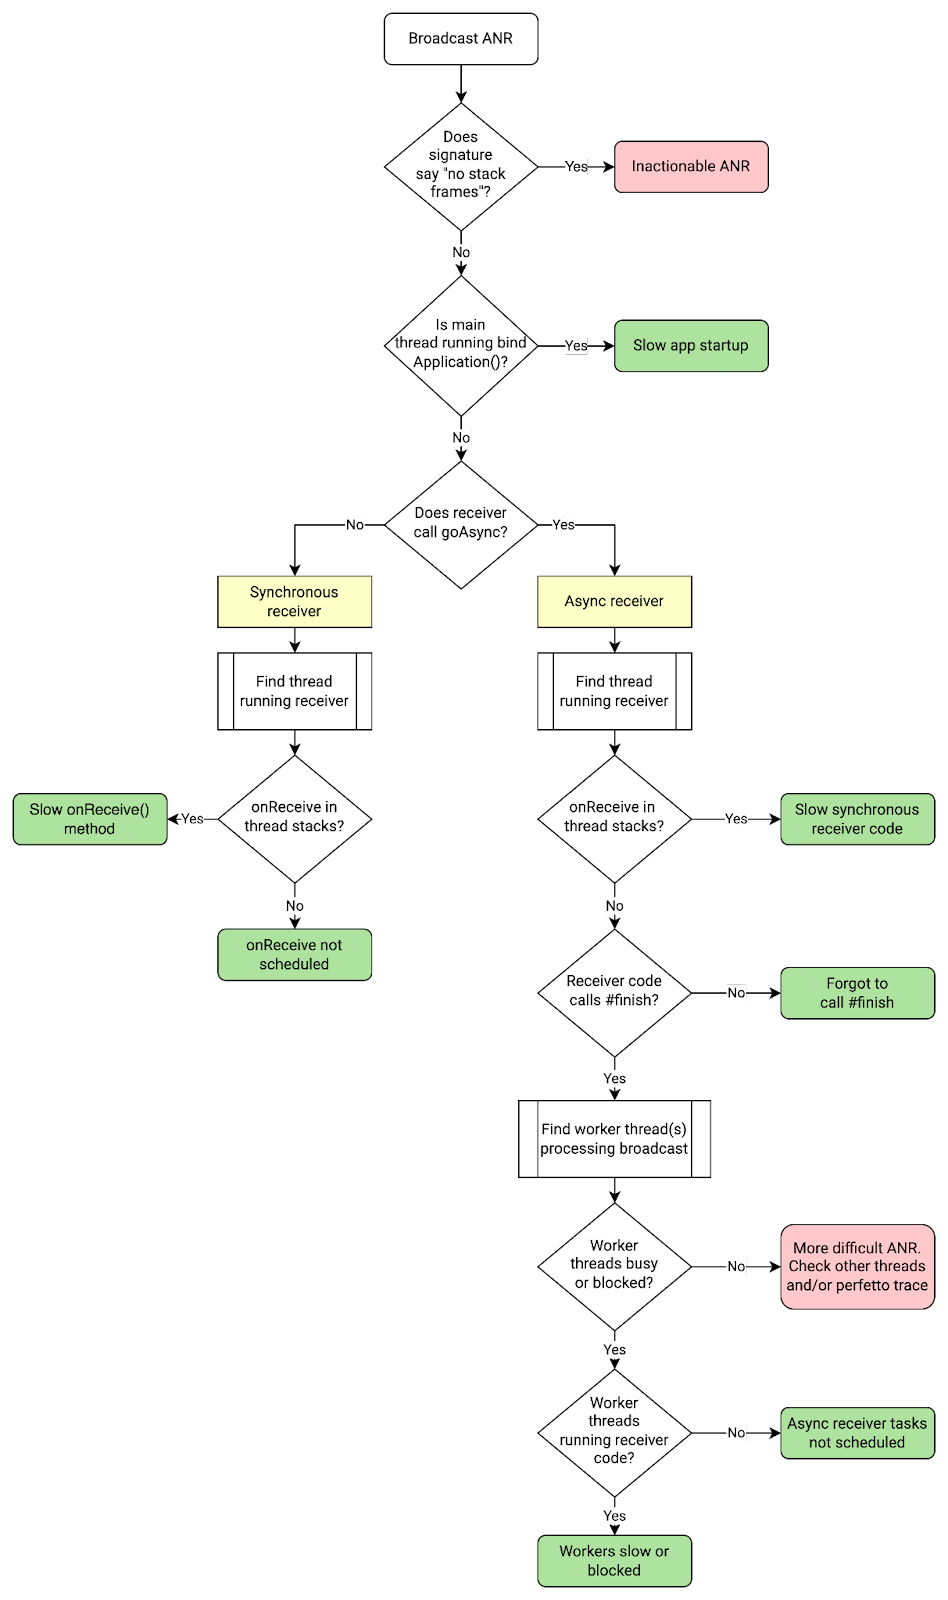 Broadcast ANR
Does
signature
say "no stack
frames"?
Yes
Inactionable ANR
No
Is main
thread running bind
Application()?
Yes
Slow app startup
No
Does receiver
call goAsync?
No
Yes
Synchronous
receiver
Async receiver
Find thread
running receiver
Find thread
running receiver
onReceive in
thread stacks?
Yes
Slow onReceive()
method
No
onReceive not
scheduled
onReceive in
thread stacks?
Yes
Slow synchronous
receiver code
No
Receiver code
calls #finish?
No
Forgot to
call #finish
Yes
Find worker thread(s)
processing broadcast
Worker
threads busy
or blocked?
No
More difficult ANR.
Check other threads
and/or perfetto trace
Yes
Worker
threads
running receiver
code?
No
Async receiver tasks
not scheduled
Yes
Workers slow or
blocked